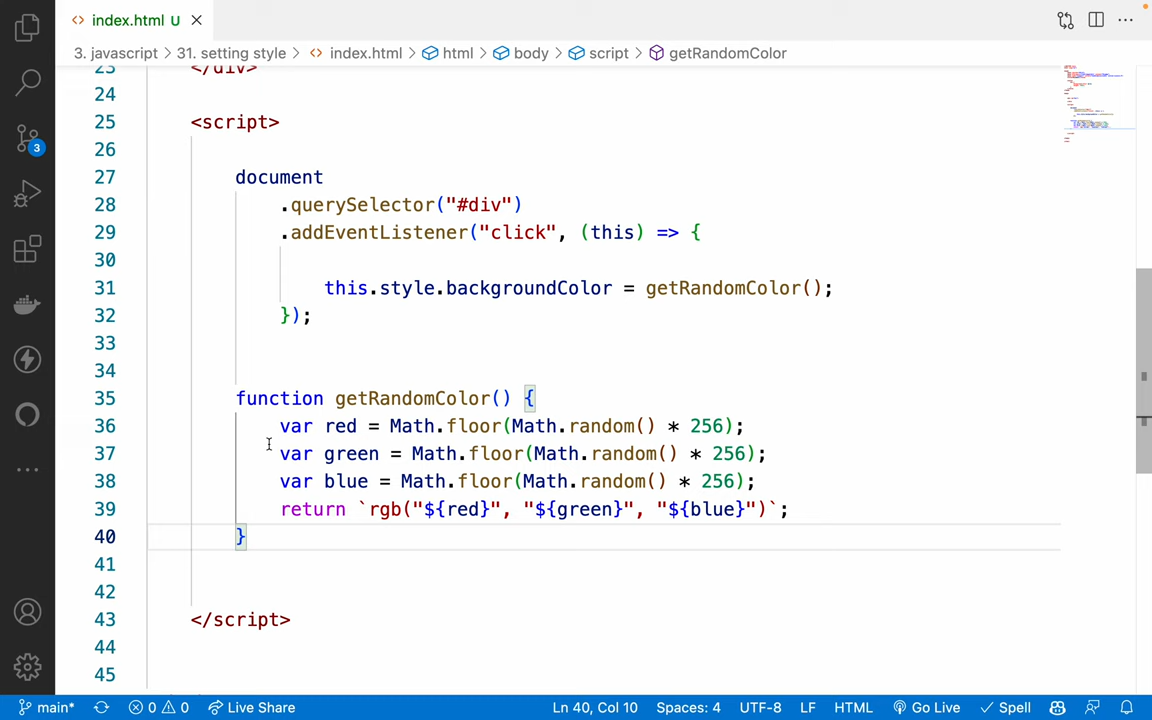 index.html U
3. javascript > 31. setting style > index.html > html > body > script > getRandomColor
23 </div>
24
25 <script>
26
27 document
28 .querySelector("#div")
29 .addEventListener("click", (this) => {
30
31 this.style.backgroundColor = getRandomColor();
32 });
33
34
35 function getRandomColor() {
36 var red = Math.floor(Math.random() * 256);
37 var green = Math.floor(Math.random() * 256);
38 var blue = Math.floor(Math.random() * 256);
39 return `rgb("${red}", "${green}", "${blue}")`;
40 }
41
42
43 </script>
44
45
3
main* 0 0 Live Share Ln 40, Col 10 Spaces: 4 UTF-8 LF HTML Go Live Spell